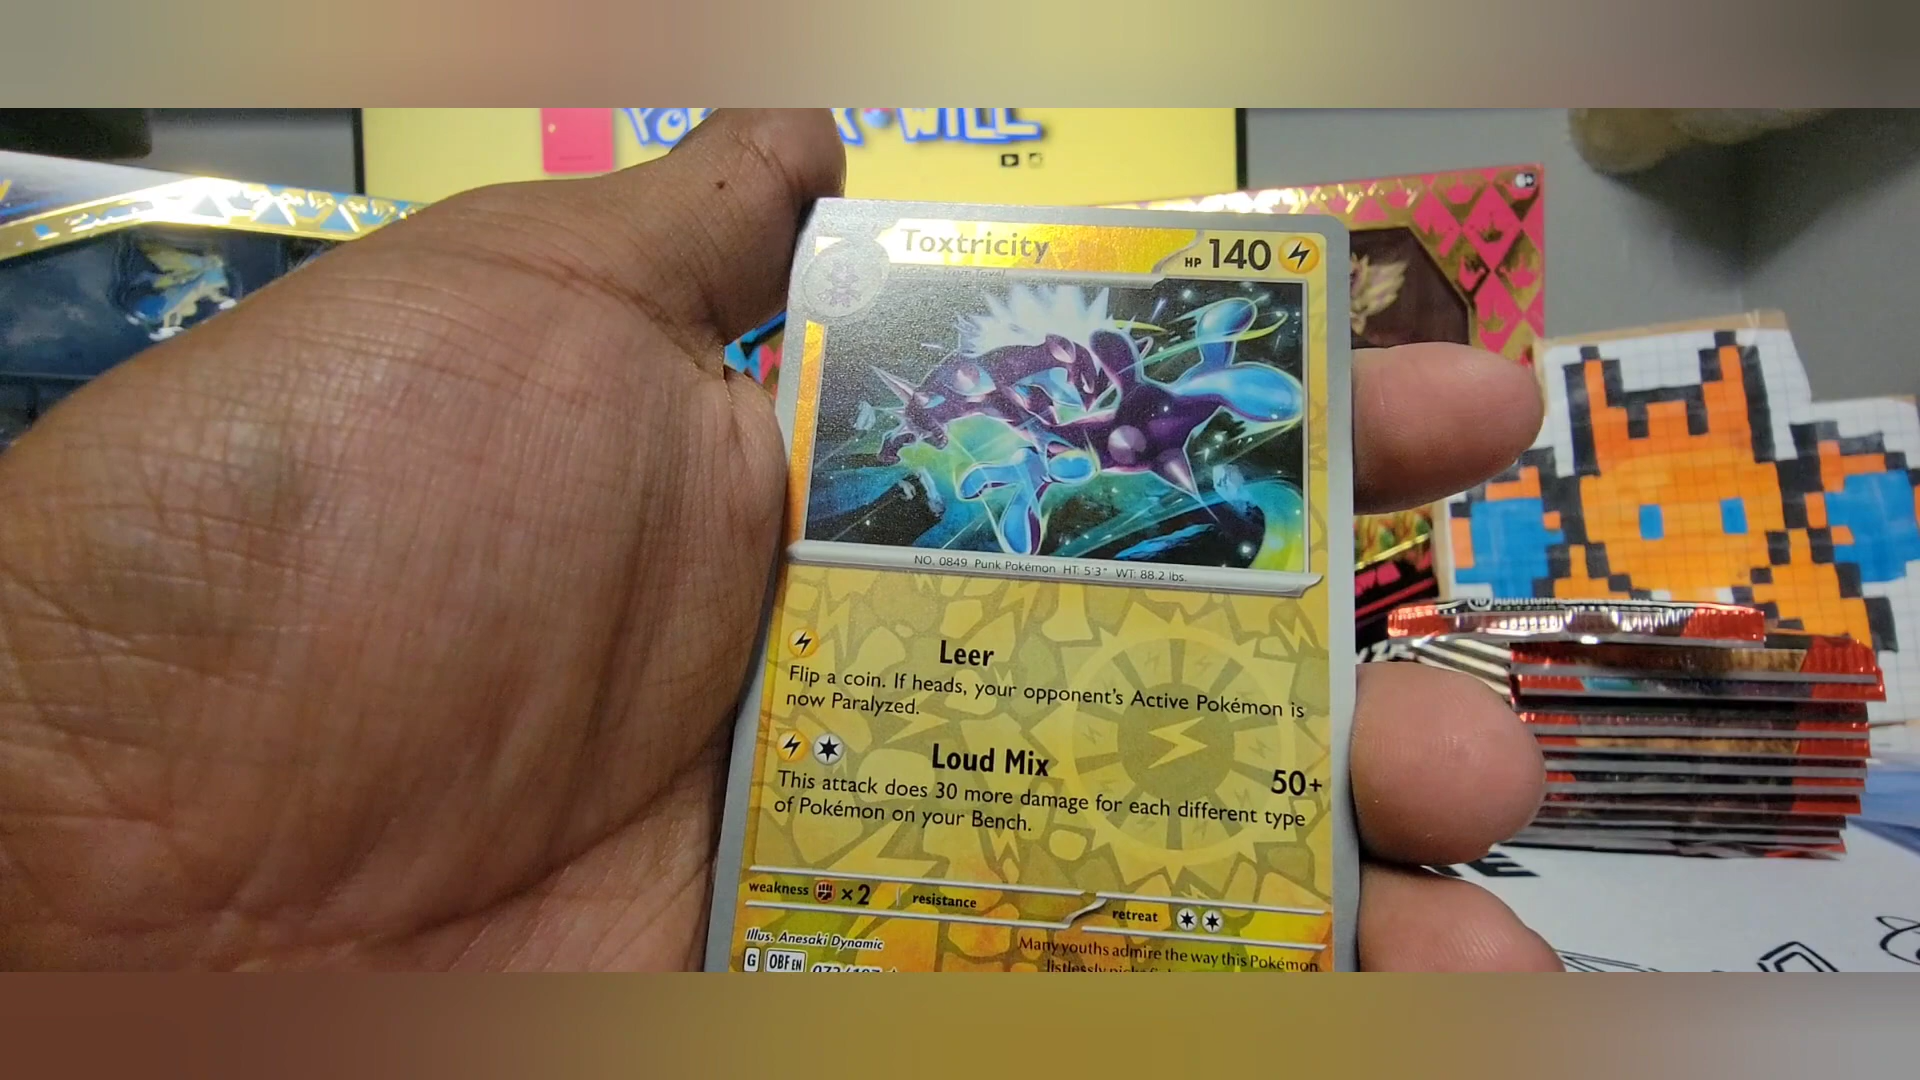 WILL
Toxtricity
HP 140
NO. 0849 Punk Pokémon HT: 5'3" WT: 88.2 lbs.
Leer
Flip a coin. If heads, your opponent's Active Pokémon is
now Paralyzed.
Loud Mix 50+
This attack does 30 more damage for each different type
of Pokémon on your Bench.
weakness ×2 resistance retreat
Illus. Anesaki Dynamic
Many youths admire the way this Pokémon
listlessly
G OBF EN